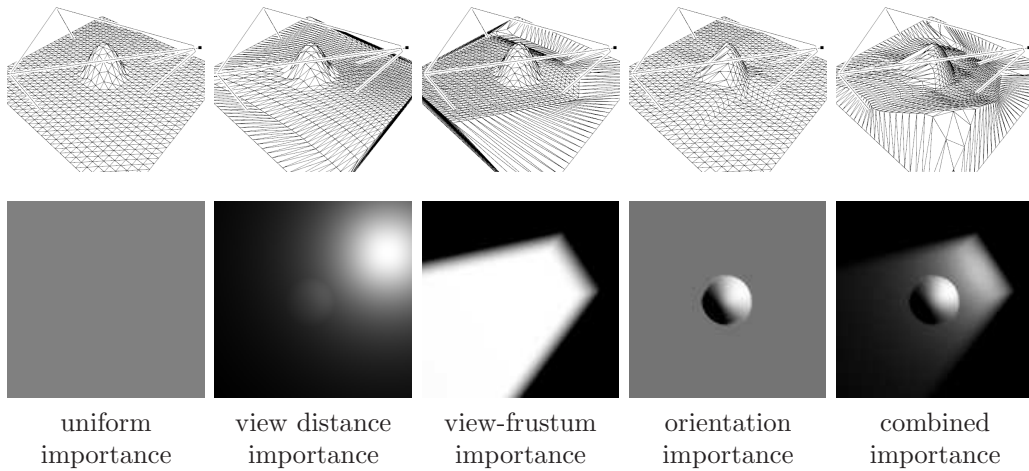 uniform importance
view distance importance
view-frustum importance
orientation importance
combined importance